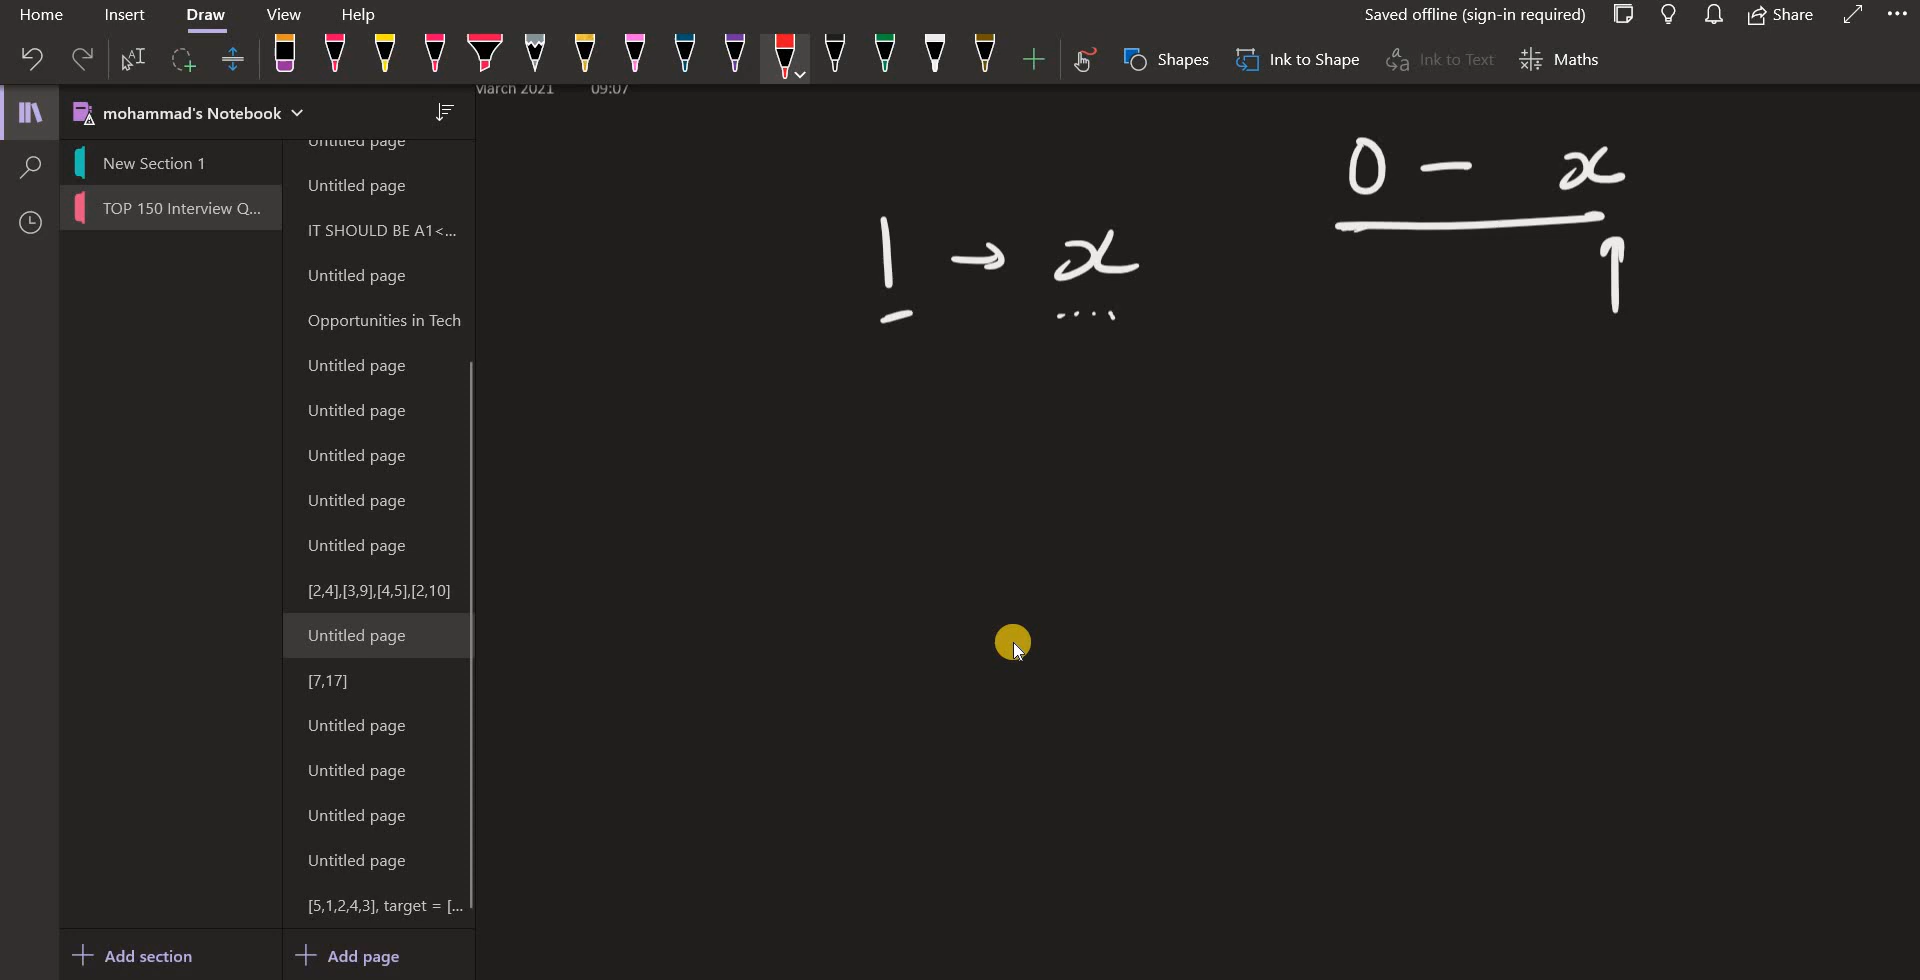 Home Insert Draw View Help Saved offline (sign-in required) Share
Shapes Ink to Shape Ink to Text Maths
mohammad's Notebook
March 2021 09:07
New Section 1
TOP 150 Interview Q...
Untitled page
Untitled page
IT SHOULD BE A1<...
Untitled page
Opportunities in Tech
Untitled page
Untitled page
Untitled page
Untitled page
Untitled page
[2,4],[3,9],[4,5],[2,10]
Untitled page
[7,17]
Untitled page
Untitled page
Untitled page
Untitled page
[5,1,2,4,3], target = [...
Add section
Add page
0 - x
1 → x